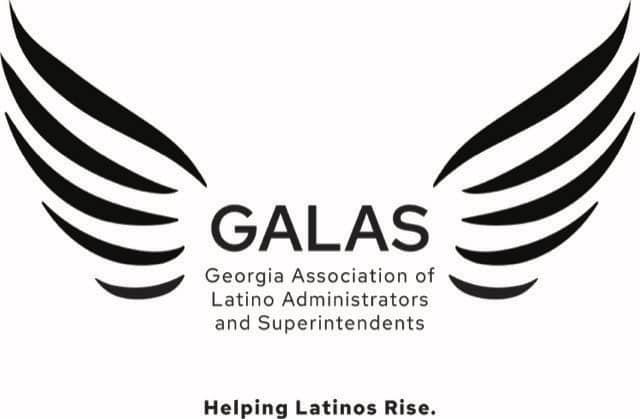 GALAS
Georgia Association of
Latino Administrators
and Superintendents
Helping Latinos Rise.